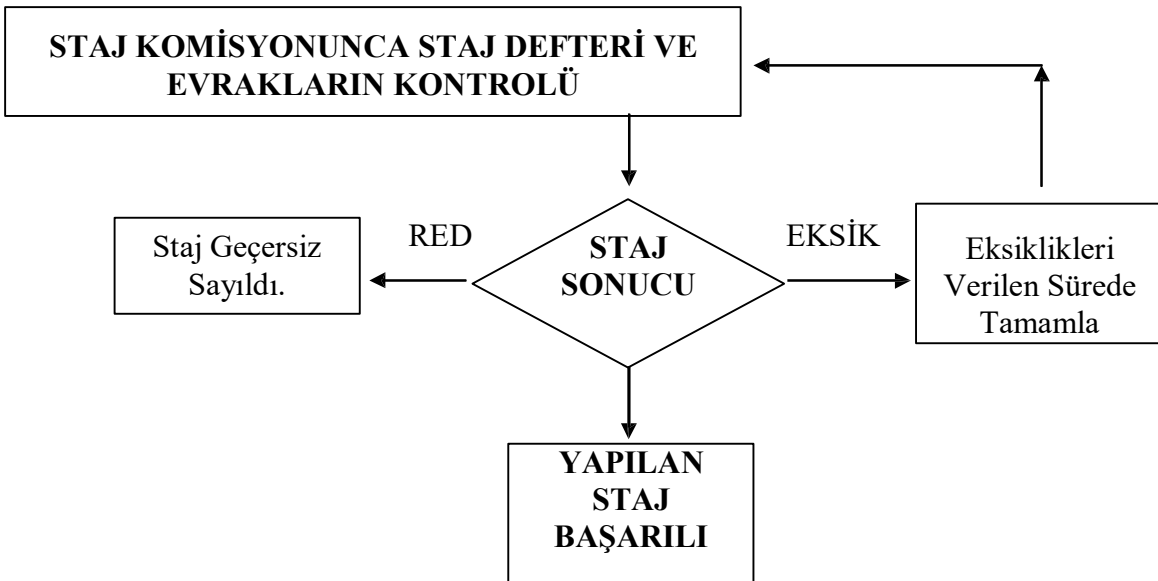 STAJ KOMİSYONUNCA STAJ DEFTERİ VE
EVRAKLARIN KONTROLÜ
Staj Geçersiz
Sayıldı.
RED
STAJ
SONUCU
EKSİK
Eksiklikleri
Verilen Sürede
Tamamla
YAPILAN
STAJ
BAŞARILI